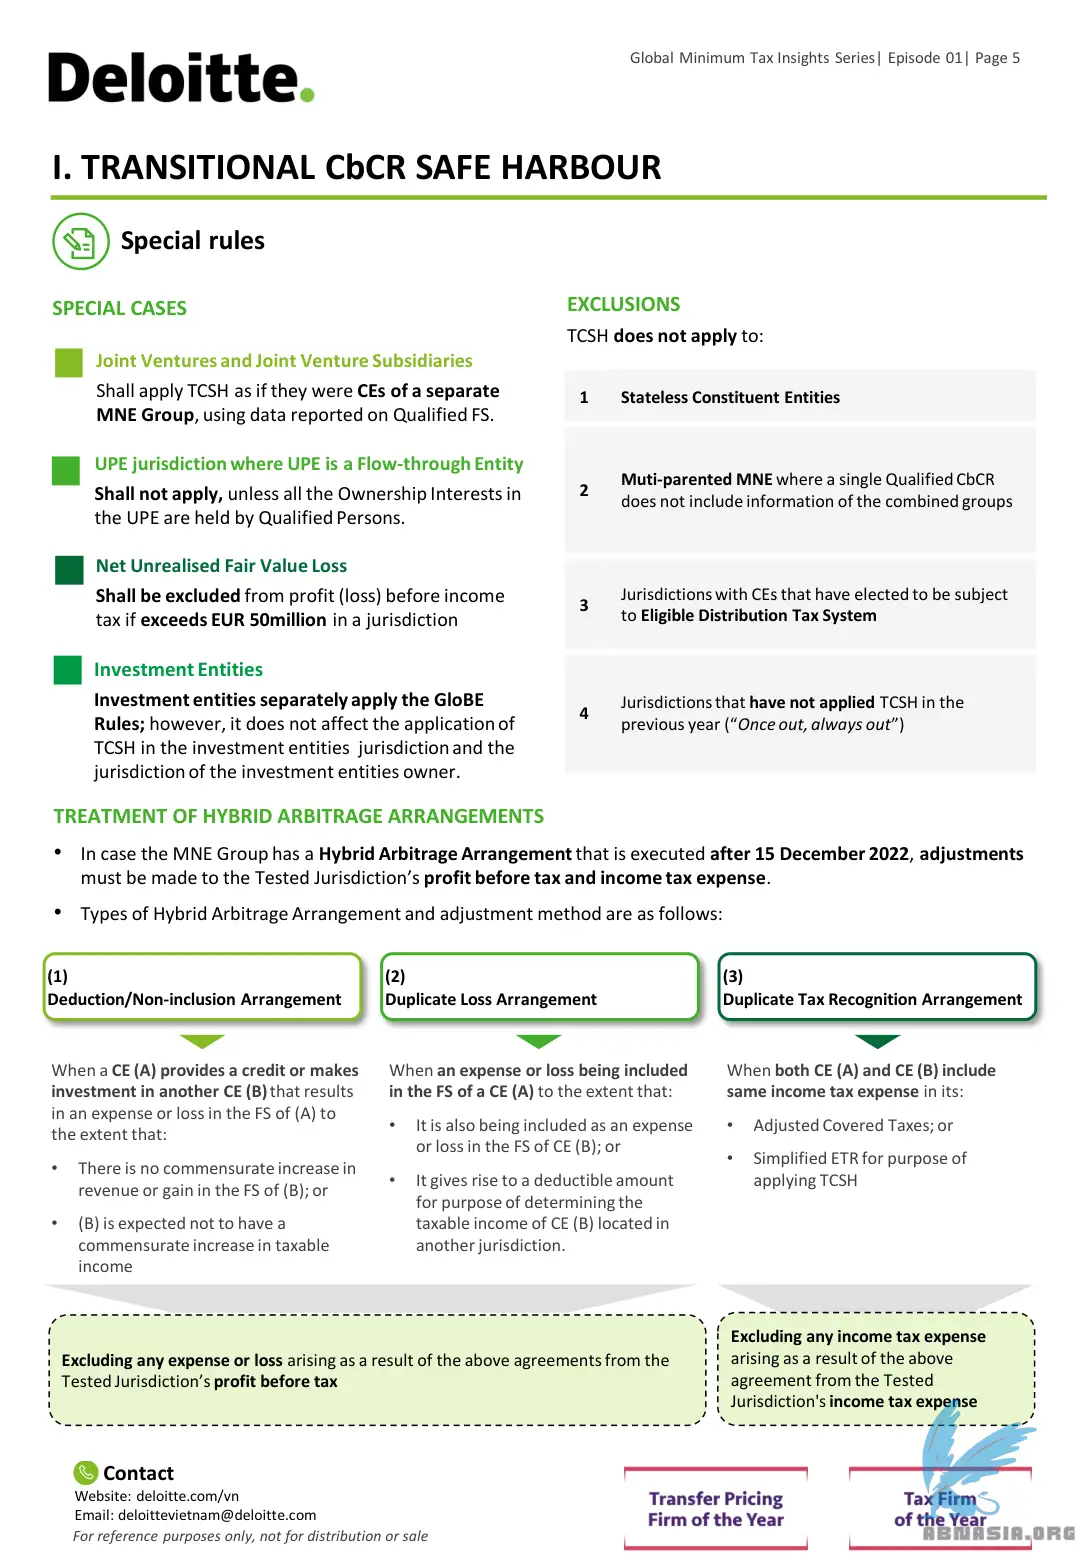 Deloitte.
Global Minimum Tax Insights Series| Episode 01| Page 5
I. TRANSITIONAL CbCR SAFE HARBOUR
Special rules
SPECIAL CASES
Joint Ventures and Joint Venture Subsidiaries
Shall apply TCSH as if they were CEs of a separate
MNE Group, using data reported on Qualified FS.
UPE jurisdiction where UPE is a Flow-through Entity
Shall not apply, unless all the Ownership Interests in
the UPE are held by Qualified Persons.
Net Unrealised Fair Value Loss
Shall be excluded from profit (loss) before income
tax if exceeds EUR 50million in a jurisdiction
Investment Entities
Investment entities separately apply the GloBE
Rules; however, it does not affect the application of
TCSH in the investment entities jurisdiction and the
jurisdiction of the investment entities owner.
EXCLUSIONS
TCSH does not apply to:
1 Stateless Constituent Entities
2 Muti-parented MNE where a single Qualified CbCR
does not include information of the combined groups
3 Jurisdictions with CEs that have elected to be subject
to Eligible Distribution Tax System
4 Jurisdictions that have not applied TCSH in the
previous year (“Once out, always out”)
TREATMENT OF HYBRID ARBITRAGE ARRANGEMENTS
• In case the MNE Group has a Hybrid Arbitrage Arrangement that is executed after 15 December 2022, adjustments
must be made to the Tested Jurisdiction’s profit before tax and income tax expense.
• Types of Hybrid Arbitrage Arrangement and adjustment method are as follows:
(1)
Deduction/Non-inclusion Arrangement
When a CE (A) provides a credit or makes
investment in another CE (B) that results
in an expense or loss in the FS of (A) to
the extent that:
• There is no commensurate increase in
revenue or gain in the FS of (B); or
• (B) is expected not to have a
commensurate increase in taxable
income
(2)
Duplicate Loss Arrangement
When an expense or loss being included
in the FS of a CE (A) to the extent that:
• It is also being included as an expense
or loss in the FS of CE (B); or
• It gives rise to a deductible amount
for purpose of determining the
taxable income of CE (B) located in
another jurisdiction.
(3)
Duplicate Tax Recognition Arrangement
When both CE (A) and CE (B) include
same income tax expense in its:
• Adjusted Covered Taxes; or
• Simplified ETR for purpose of
applying TCSH
Excluding any expense or loss arising as a result of the above agreements from the
Tested Jurisdiction’s profit before tax
Excluding any income tax expense
arising as a result of the above
agreement from the Tested
Jurisdiction's income tax expense
Contact
Website: deloitte.com/vn
Email: deloittevietnam@deloitte.com
For reference purposes only, not for distribution or sale
Transfer Pricing
Firm of the Year
Tax Firm
of the Year
ABNASIA.ORG